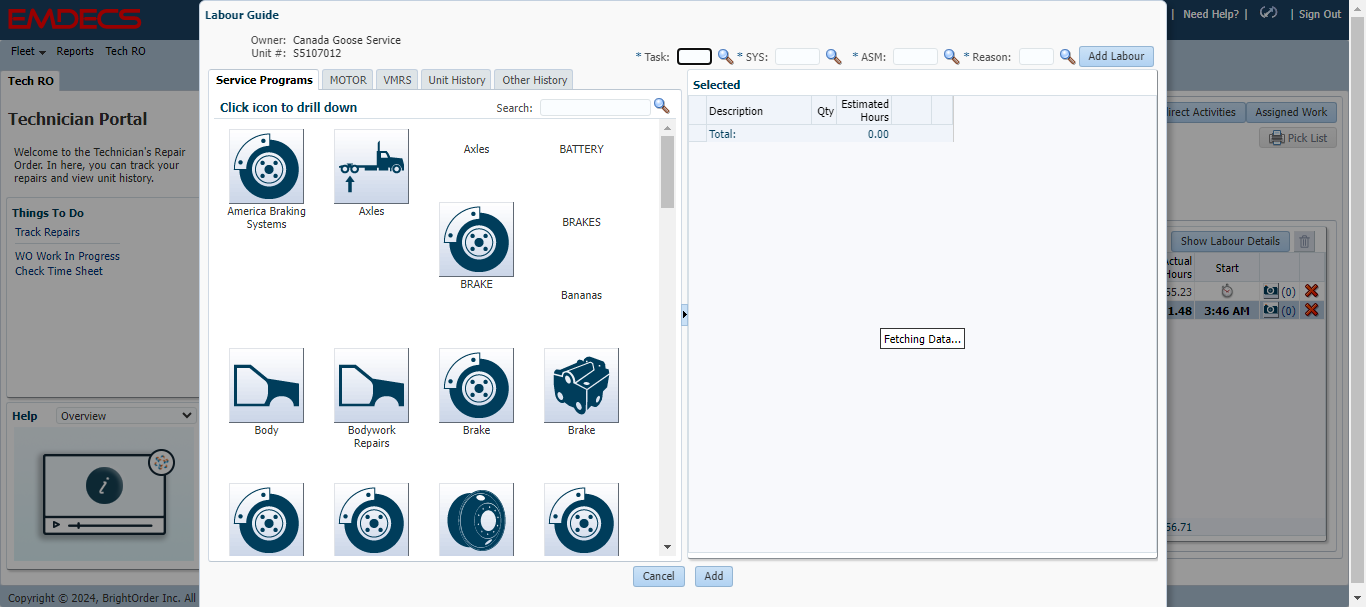 EMDECS
| Need Help? | | Sign Out
Fleet Reports Tech RO
Tech RO
Technician Portal
Welcome to the Technician's Repair
Order. In here, you can track your
repairs and view unit history.
Things To Do
Track Repairs
WO Work In Progress
Check Time Sheet
Help Overview
i
Copyright © 2024, BrightOrder Inc. All
Labour Guide
Owner: Canada Goose Service
Unit #: S5107012
* Task: * SYS: * ASM: * Reason: Add Labour
Service Programs MOTOR VMRS Unit History Other History
Click icon to drill down Search:
America Braking
Systems
Axles
Axles
BATTERY
BRAKE
BRAKES
Bananas
Body
Bodywork
Repairs
Brake
Brake
Selected
Description Qty Estimated
Hours
Total: 0.00
Fetching Data...
Cancel Add
direct Activities Assigned Work
Pick List
Show Labour Details
Actual
Hours Start
55.23 (0)
1.48 3:46 AM (0)
56.71